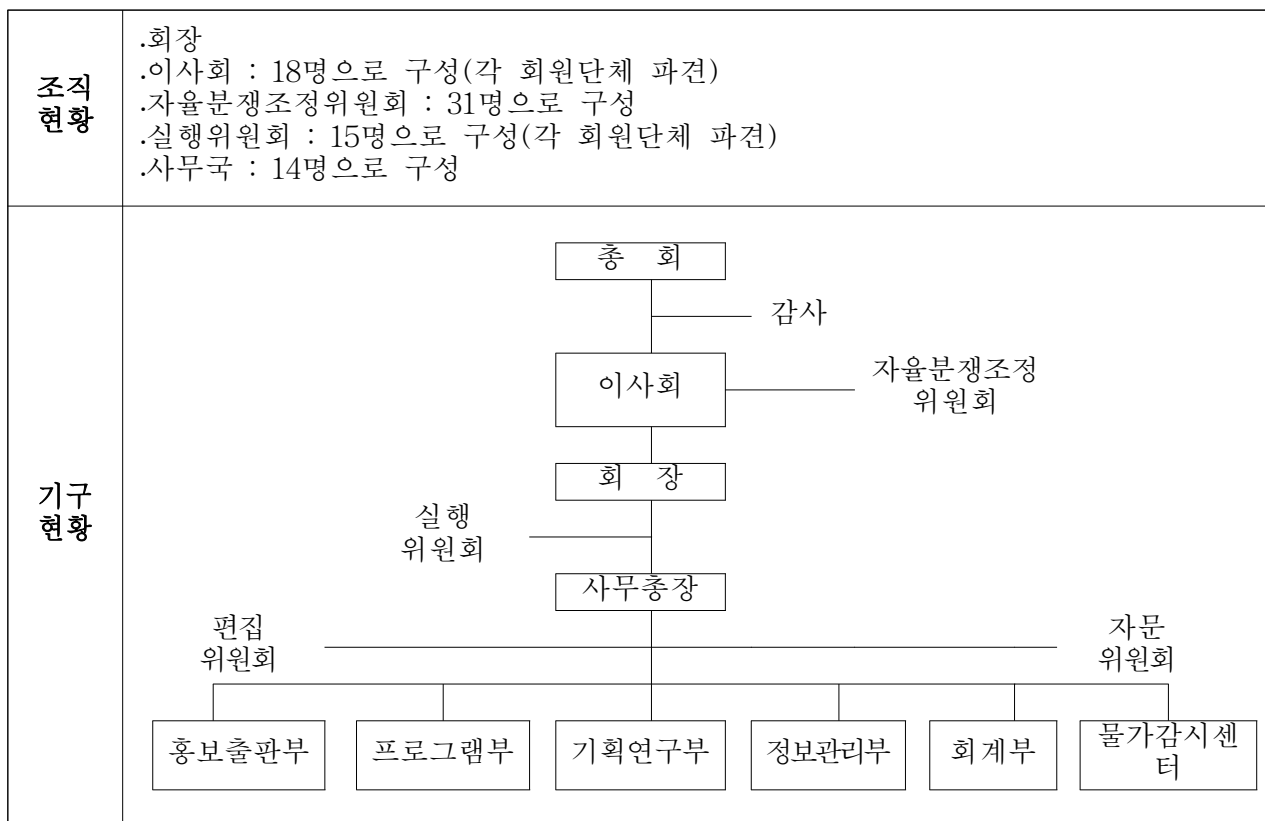 조직
현황
.회장
.이사회 : 18명으로 구성(각 회원단체 파견)
.자율분쟁조정위원회 : 31명으로 구성
.실행위원회 : 15명으로 구성(각 회원단체 파견)
.사무국 : 14명으로 구성
기구
현황
총 회
감사
이사회
자율분쟁조정
위원회
회 장
실행
위원회
사무총장
편집
위원회
자문
위원회
홍보출판부
프로그램부
기획연구부
정보관리부
회계부
물가감시센
터